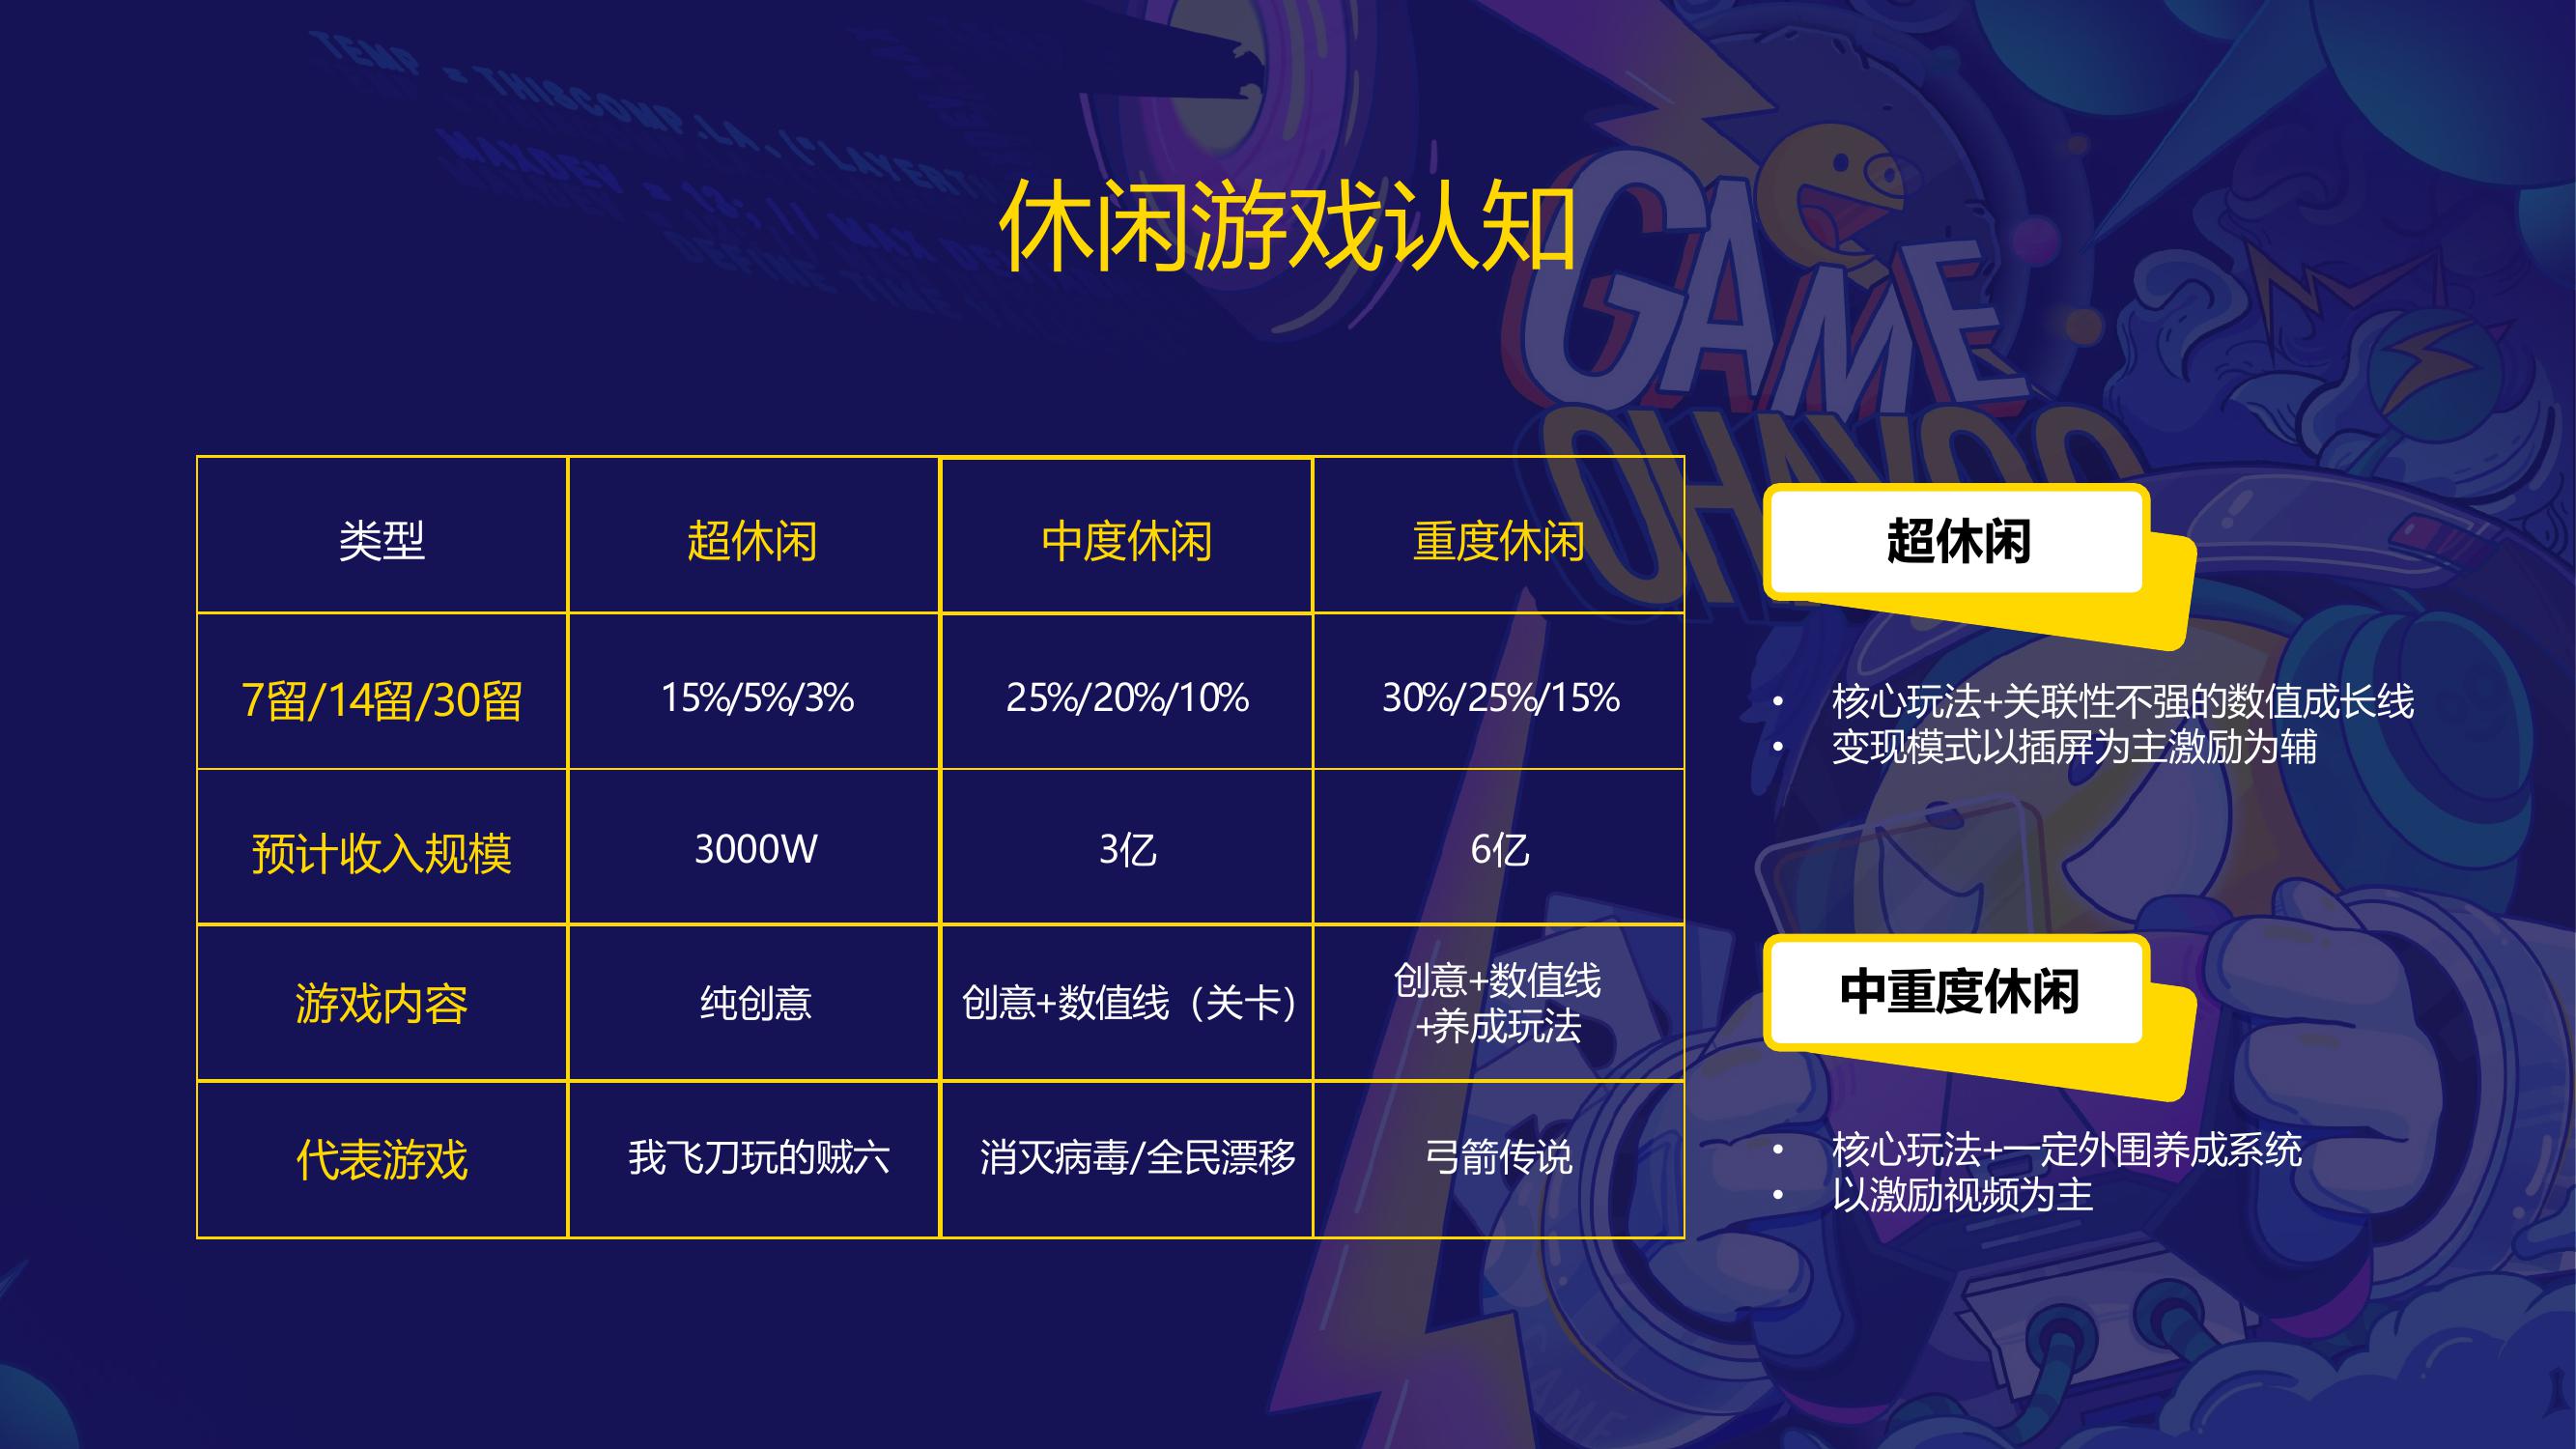 休闲游戏认知
类型 超休闲 中度休闲 重度休闲
7留/14留/30留 15%/5%/3% 25%/20%/10% 30%/25%/15%
预计收入规模 3000W 3亿 6亿
游戏内容 纯创意 创意+数值线（关卡） 创意+数值线
+养成玩法
代表游戏 我飞刀玩的贼六 消灭病毒/全民漂移 弓箭传说
超休闲
• 核心玩法+关联性不强的数值成长线
• 变现模式以插屏为主激励为辅
中重度休闲
• 核心玩法+一定外围养成系统
• 以激励视频为主
GAME
OHAYOO